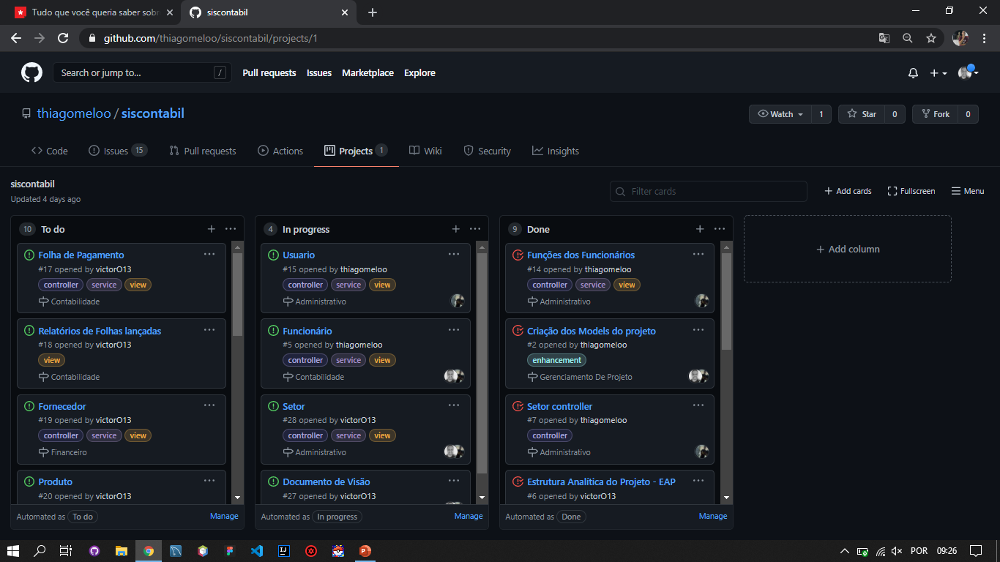 Tudo que você queria saber sobr
siscontabil
github.com/thiagomeloo/siscontabil/projects/1
Search or jump to... / Pull requests Issues Marketplace Explore
thiagomeloo / siscontabil Watch 1 Star 0 Fork 0
Code Issues 15 Pull requests Actions Projects 1 Wiki Security Insights
siscontabil
Updated 4 days ago
Filter cards Add cards Fullscreen Menu
10 To do
Folha de Pagamento
#17 opened by victorO13
controller service view
Contabilidade
Relatórios de Folhas lançadas
#18 opened by victorO13
view
Contabilidade
Fornecedor
#19 opened by victorO13
controller service view
Financeiro
Produto
#20 opened by victorO13
Automated as To do Manage
4 In progress
Usuario
#15 opened by thiagomeloo
controller service view
Administrativo
Funcionário
#5 opened by thiagomeloo
controller service view
Contabilidade
Setor
#28 opened by victorO13
controller service view
Administrativo
Documento de Visão
#27 opened by victorO13
Automated as In progress Manage
9 Done
Funções dos Funcionários
#14 opened by thiagomeloo
controller service view
Administrativo
Criação dos Models do projeto
#2 opened by thiagomeloo
enhancement
Gerenciamento De Projeto
Setor controller
#7 opened by thiagomeloo
controller
Administrativo
Estrutura Analítica do Projeto - EAP
#6 opened by victorO13
Automated as Done Manage
+ Add column
POR 09:26